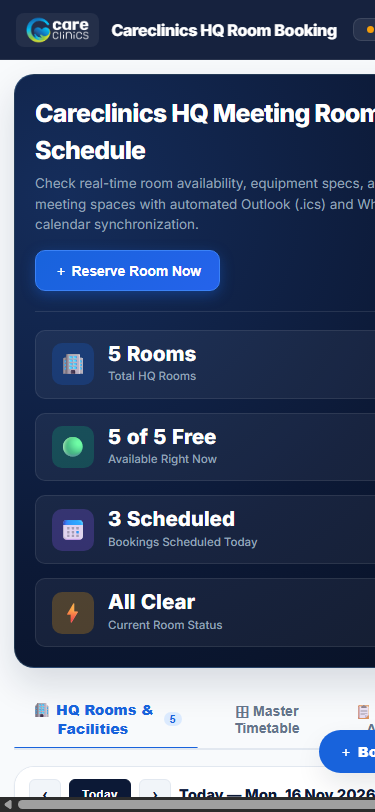 care
clinics
Careclinics HQ Room Booking
Careclinics HQ Meeting Room
Schedule
Check real-time room availability, equipment specs, a
meeting spaces with automated Outlook (.ics) and Wh
calendar synchronization.
+ Reserve Room Now
5 Rooms
Total HQ Rooms
5 of 5 Free
Available Right Now
3 Scheduled
Bookings Scheduled Today
All Clear
Current Room Status
HQ Rooms &
Facilities
5
Master
Timetable
A
+ Bo
‹ Today › Today — Mon, 16 Nov 2026